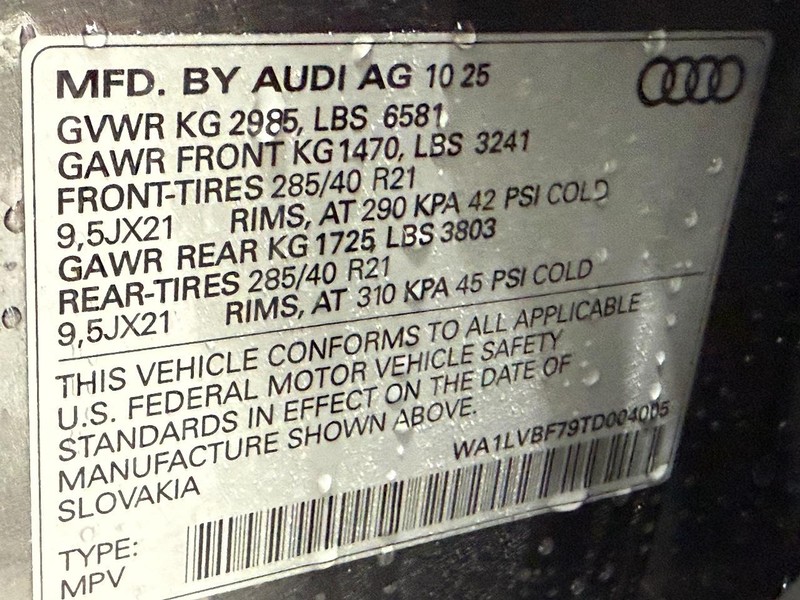 MFD. BY AUDI AG 10 25
GVWR KG 2985, LBS 6581
GAWR FRONT KG 1470, LBS 3241
FRONT-TIRES 285/40 R21
9,5JX21 RIMS, AT 290 KPA 42 PSI COLD
GAWR REAR KG 1725, LBS 3803
REAR-TIRES 285/40 R21
9,5JX21 RIMS, AT 310 KPA 45 PSI COLD
THIS VEHICLE CONFORMS TO ALL APPLICABLE
U.S. FEDERAL MOTOR VEHICLE SAFETY
STANDARDS IN EFFECT ON THE DATE OF
MANUFACTURE SHOWN ABOVE.
SLOVAKIA
WA1LVBF79TD004005
TYPE:
MPV